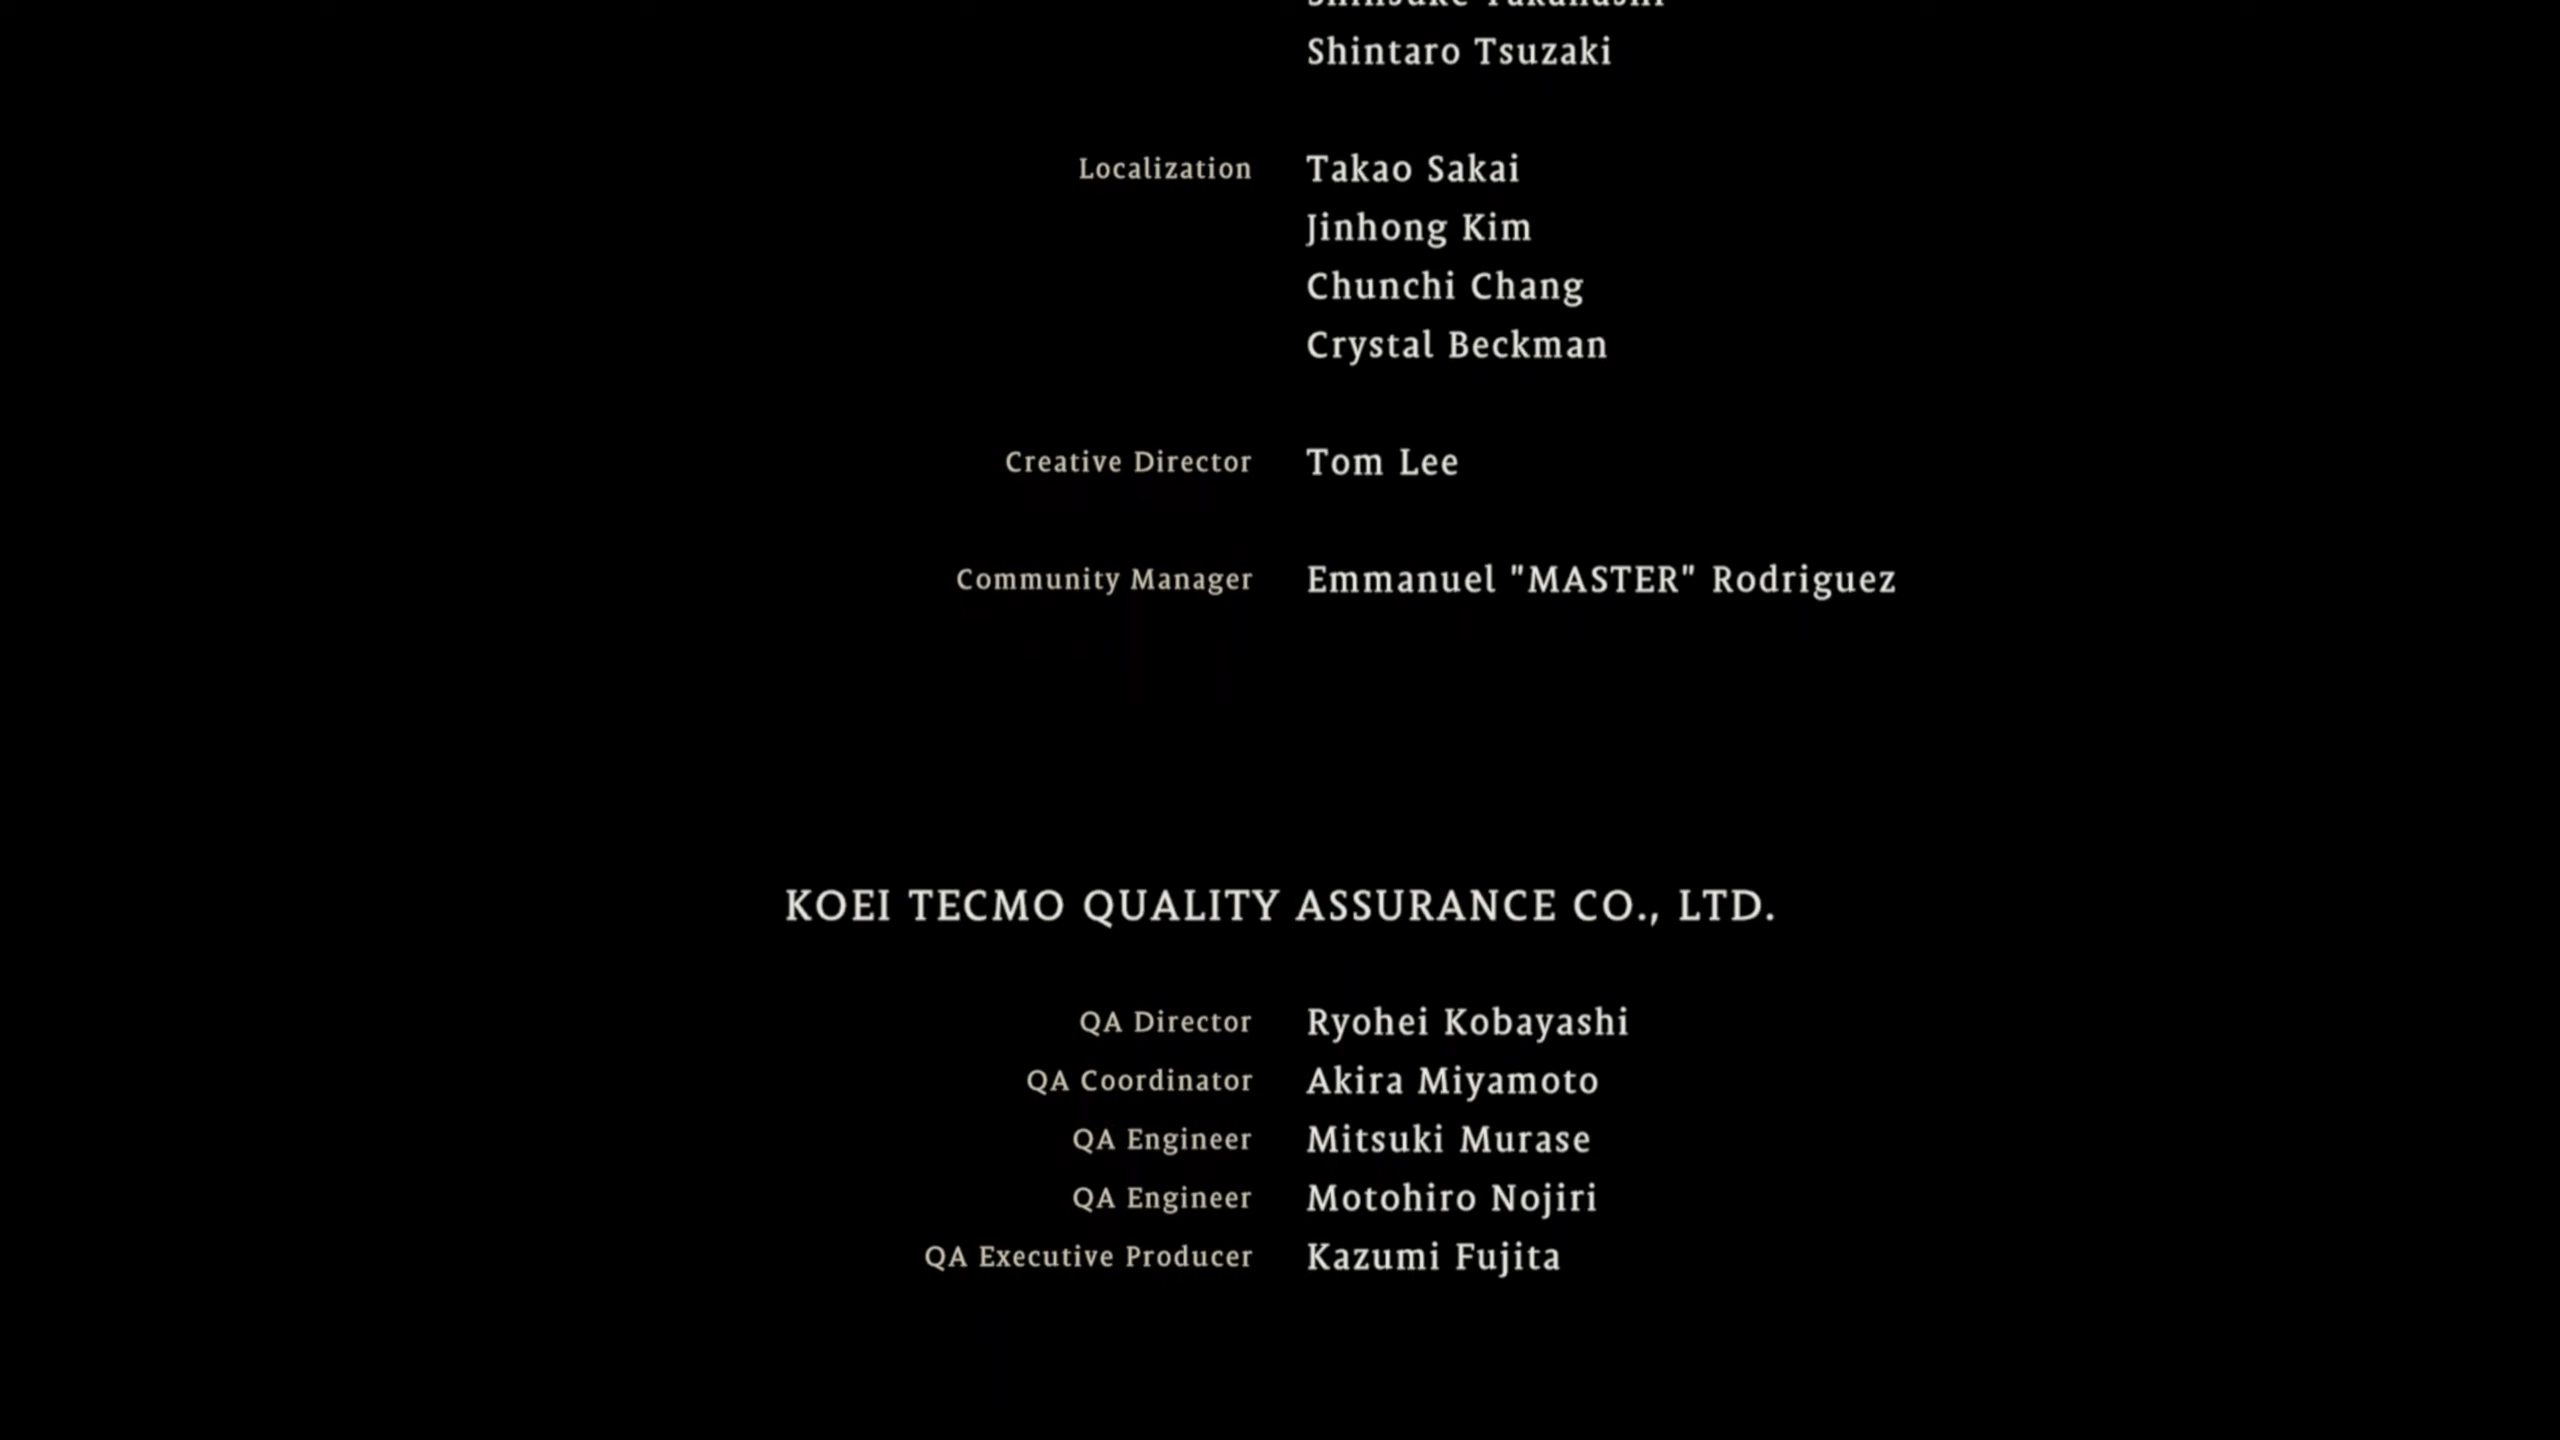 Shintaro Tsuzaki
Localization Takao Sakai
Jinhong Kim
Chunchi Chang
Crystal Beckman
Creative Director Tom Lee
Community Manager Emmanuel "MASTER" Rodriguez
KOEI TECMO QUALITY ASSURANCE CO., LTD.
QA Director Ryohei Kobayashi
QA Coordinator Akira Miyamoto
QA Engineer Mitsuki Murase
QA Engineer Motohiro Nojiri
QA Executive Producer Kazumi Fujita